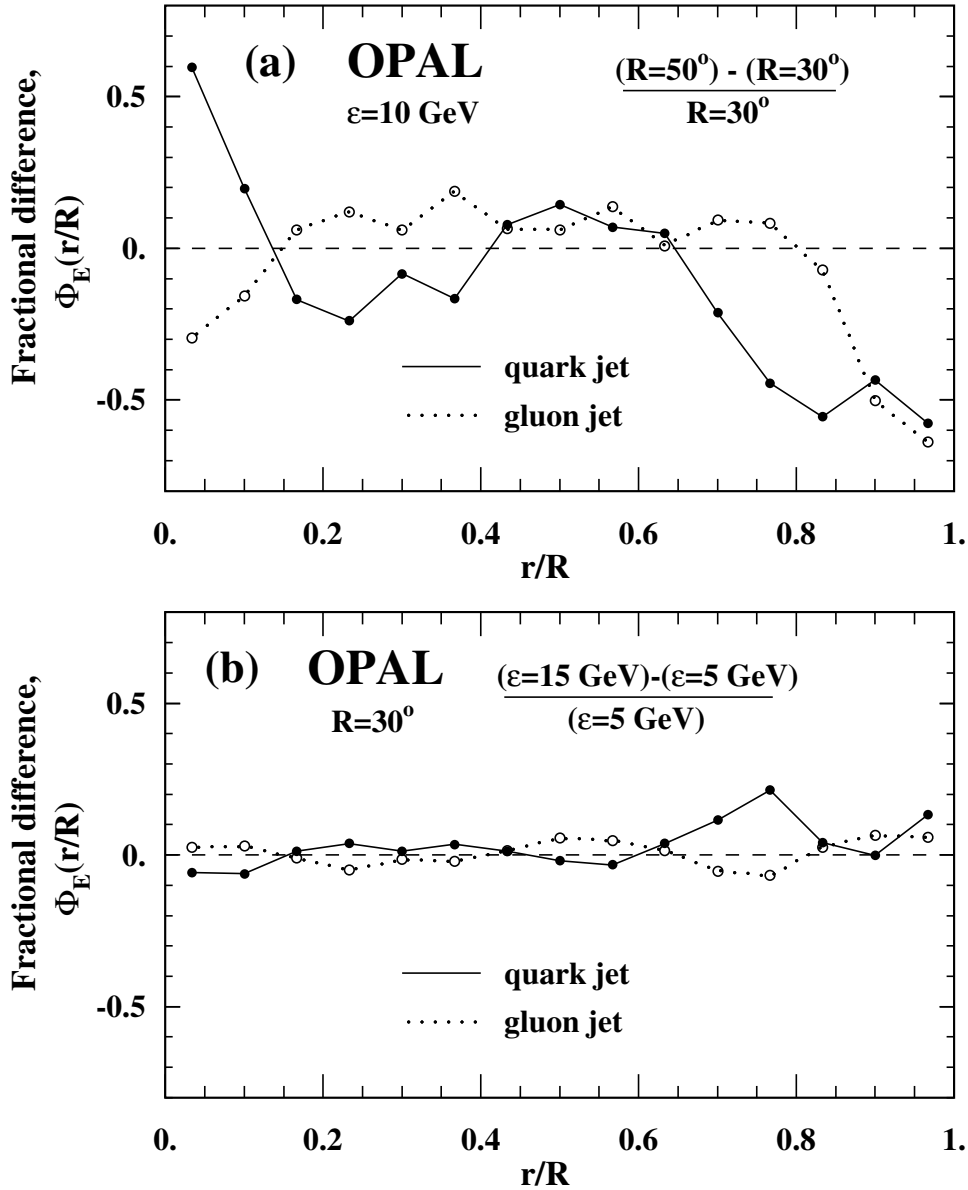 (a) OPAL
ε=10 GeV
(R=50°) - (R=30°)
R=30°
Fractional difference,
Φ_E(r/R)
0.5
0.
-0.5
quark jet
gluon jet
0. 0.2 0.4 0.6 0.8 1.
r/R
(b) OPAL
R=30°
(ε=15 GeV)-(ε=5 GeV)
(ε=5 GeV)
Fractional difference,
Φ_E(r/R)
0.5
0.
-0.5
quark jet
gluon jet
0. 0.2 0.4 0.6 0.8 1.
r/R